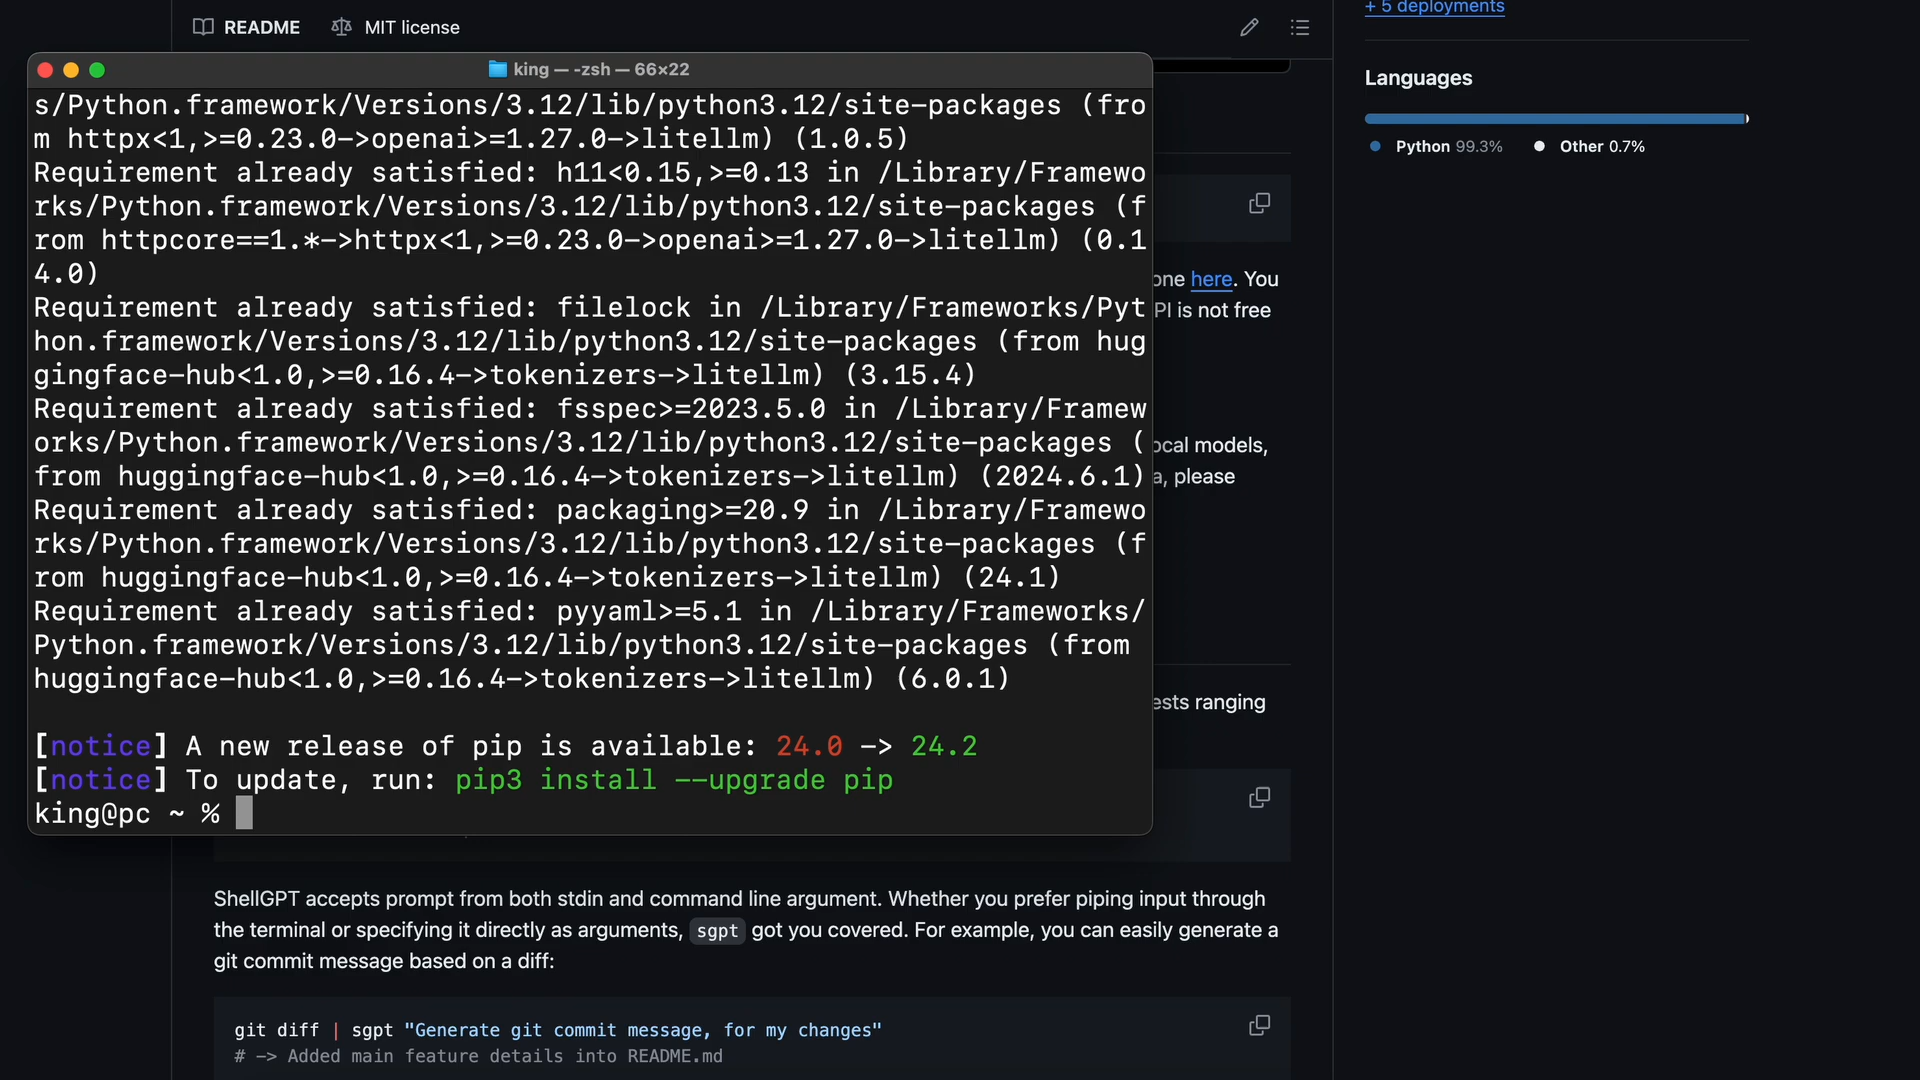 README
MIT license
+ 5 deployments
king — -zsh — 66×22
s/Python.framework/Versions/3.12/lib/python3.12/site-packages (fro
m httpx<1,>=0.23.0->openai>=1.27.0->litellm) (1.0.5)
Requirement already satisfied: h11<0.15,>=0.13 in /Library/Framewo
rks/Python.framework/Versions/3.12/lib/python3.12/site-packages (f
rom httpcore==1.*->httpx<1,>=0.23.0->openai>=1.27.0->litellm) (0.1
4.0)
Requirement already satisfied: filelock in /Library/Frameworks/Pyt
hon.framework/Versions/3.12/lib/python3.12/site-packages (from hug
gingface-hub<1.0,>=0.16.4->tokenizers->litellm) (3.15.4)
Requirement already satisfied: fsspec>=2023.5.0 in /Library/Framew
orks/Python.framework/Versions/3.12/lib/python3.12/site-packages (
from huggingface-hub<1.0,>=0.16.4->tokenizers->litellm) (2024.6.1)
Requirement already satisfied: packaging>=20.9 in /Library/Framewo
rks/Python.framework/Versions/3.12/lib/python3.12/site-packages (f
rom huggingface-hub<1.0,>=0.16.4->tokenizers->litellm) (24.1)
Requirement already satisfied: pyyaml>=5.1 in /Library/Frameworks/
Python.framework/Versions/3.12/lib/python3.12/site-packages (from
huggingface-hub<1.0,>=0.16.4->tokenizers->litellm) (6.0.1)
[notice] A new release of pip is available: 24.0 -> 24.2
[notice] To update, run: pip3 install --upgrade pip
king@pc ~ %
here. You
PI is not free
ocal models,
a, please
ests ranging
Languages
Python 99.3%
Other 0.7%
ShellGPT accepts prompt from both stdin and command line argument. Whether you prefer piping input through
the terminal or specifying it directly as arguments, sgpt got you covered. For example, you can easily generate a
git commit message based on a diff:
git diff | sgpt "Generate git commit message, for my changes"
# -> Added main feature details into README.md